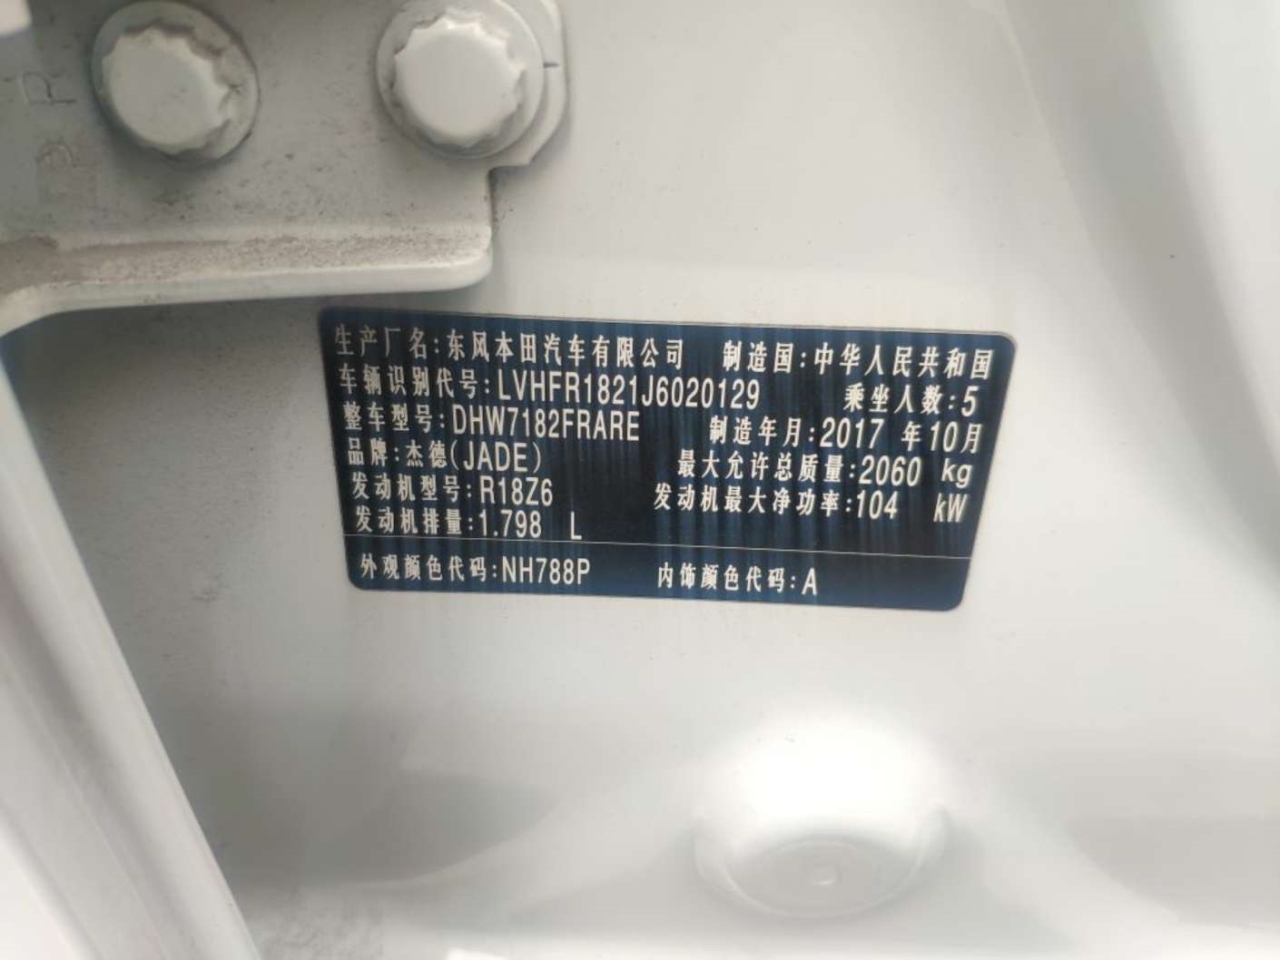 生产厂名:东风本田汽车有限公司 制造国:中华人民共和国
车辆识别代号:LVHFR1821J6020129 乘坐人数:5
整车型号:DHW7182FRARE 制造年月:2017 年10月
品牌:杰德(JADE) 最大允许总质量:2060 kg
发动机型号:R18Z6 发动机最大净功率:104 kW
发动机排量:1.798 L
外观颜色代码:NH788P 内饰颜色代码:A